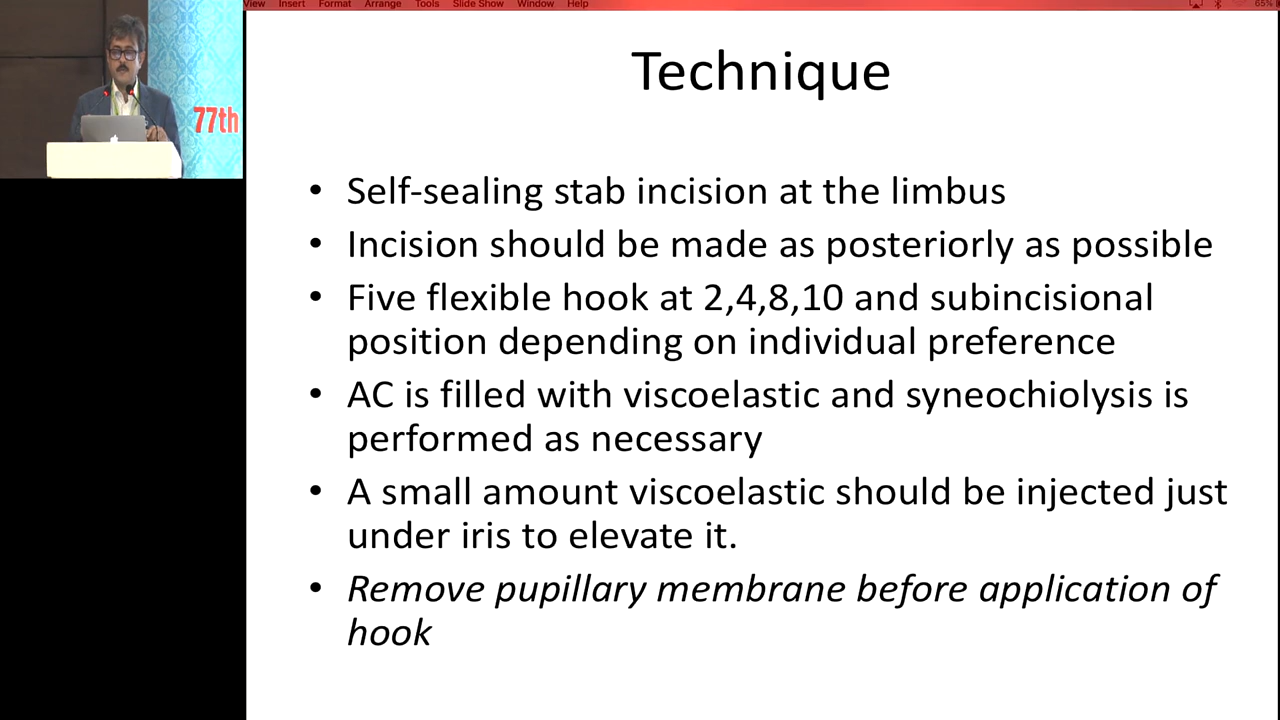 View Insert Format Arrange Tools Slide Show Window Help 65%
77th
Technique
• Self-sealing stab incision at the limbus
• Incision should be made as posteriorly as possible
• Five flexible hook at 2,4,8,10 and subincisional
position depending on individual preference
• AC is filled with viscoelastic and syneochiolysis is
performed as necessary
• A small amount viscoelastic should be injected just
under iris to elevate it.
• Remove pupillary membrane before application of
hook